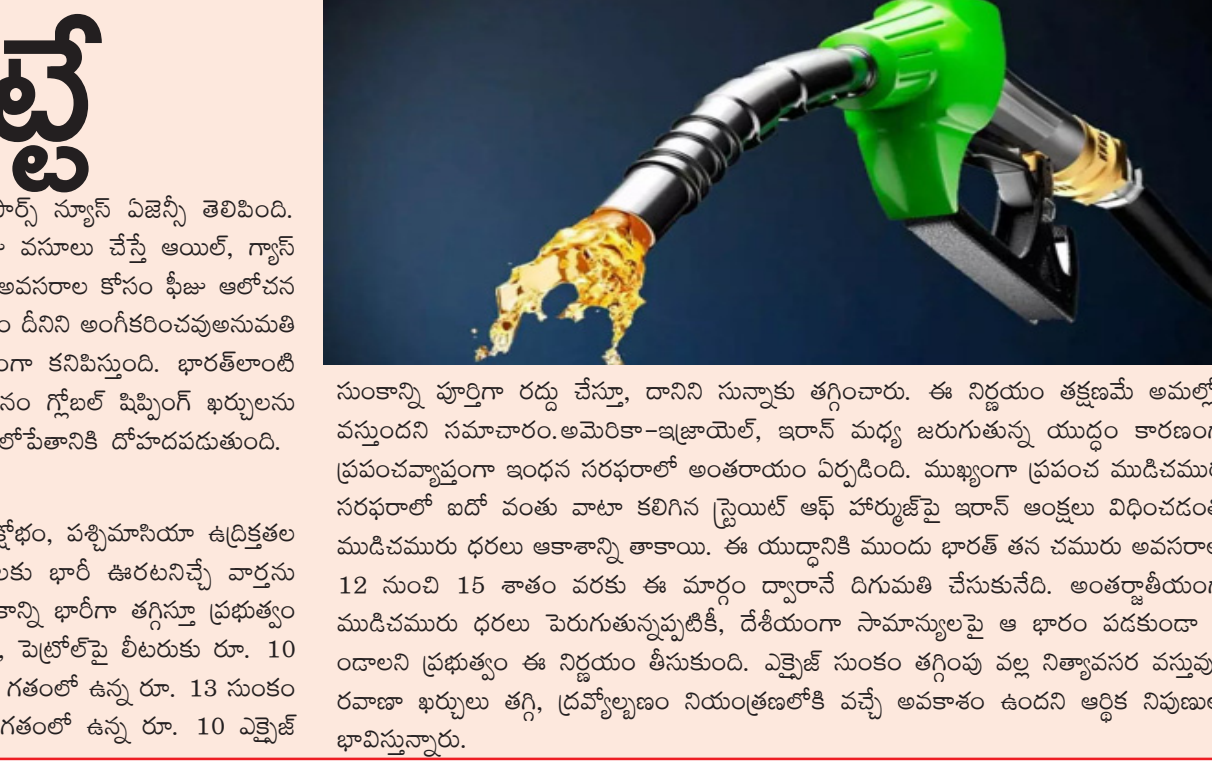 ట్టే
పార్స్ న్యూస్ ఏజెన్సీ తెలిపింది.
వసూలు చేస్తే ఆయిల్, గ్యాస్
అవసరాల కోసం ఫీజు ఆలోచన
దీనిని అంగీకరించవుఅనుమతి
కనిపిస్తుంది. భారత్‌లాంటి
గ్లోబల్ షిప్పింగ్ ఖర్చులను
దోహదపడుతుంది.
పశ్చిమాసియా ఉద్రిక్తతల
భారీ ఊరటనిచ్చే వార్తను
భారీగా తగ్గిస్తూ ప్రభుత్వం
, పెట్రోల్‌పై లీటరుకు రూ. 10
గతంలో ఉన్న రూ. 13 సుంకం
గతంలో ఉన్న రూ. 10 ఎక్సైజ్
సుంకాన్ని పూర్తిగా రద్దు చేస్తూ, దానిని సున్నాకు తగ్గించారు. ఈ నిర్ణయం తక్షణమే అమల్లో
వస్తుందని సమాచారం.అమెరికా-ఇజ్రాయెల్, ఇరాన్ మధ్య జరుగుతున్న యుద్ధం కారణంగ
ప్రపంచవ్యాప్తంగా ఇంధన సరఫరాలో అంతరాయం ఏర్పడింది. ముఖ్యంగా ప్రపంచ ముడిచము
సరఫరాలో ఐదో వంతు వాటా కలిగిన స్ట్రెయిట్ ఆఫ్ హార్ముజ్‌పై ఇరాన్ ఆంక్షలు విధించడంత
ముడిచమురు ధరలు ఆకాశాన్ని తాకాయి. ఈ యుద్ధానికి ముందు భారత్ తన చమురు అవసరాల
12 నుంచి 15 శాతం వరకు ఈ మార్గం ద్వారానే దిగుమతి చేసుకునేది. అంతర్జాతీయంగ
ముడిచమురు ధరలు పెరుగుతున్నప్పటికీ, దేశీయంగా సామాన్యులపై ఆ భారం పడకుండా
ండాలని ప్రభుత్వం ఈ నిర్ణయం తీసుకుంది. ఎక్సైజ్ సుంకం తగ్గింపు వల్ల నిత్యావసర వస్తువు
రవాణా ఖర్చులు తగ్గి, ద్రవ్యోల్బణం నియంత్రణలోకి వచ్చే అవకాశం ఉందని ఆర్థిక నిపుణుల
భావిస్తున్నారు.